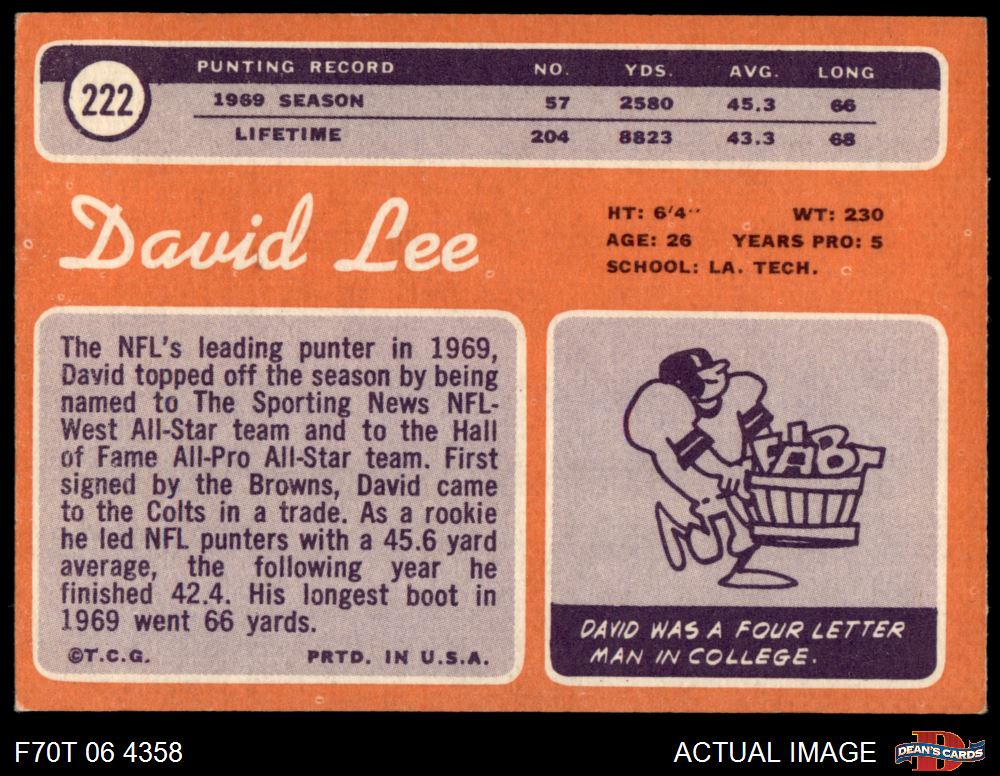 222
PUNTING RECORD NO. YDS. AVG. LONG
1969 SEASON 57 2580 45.3 66
LIFETIME 204 8823 43.3 68
David Lee
HT: 6'4" WT: 230
AGE: 26 YEARS PRO: 5
SCHOOL: LA. TECH.
The NFL's leading punter in 1969,
David topped off the season by being
named to The Sporting News NFL-
West All-Star team and to the Hall
of Fame All-Pro All-Star team. First
signed by the Browns, David came
to the Colts in a trade. As a rookie
he led NFL punters with a 45.6 yard
average, the following year he
finished 42.4. His longest boot in
1969 went 66 yards.
©T.C.G. PRTD. IN U.S.A.
DAVID WAS A FOUR LETTER
MAN IN COLLEGE.
F70T 06 4358
ACTUAL IMAGE
D
DEAN'S CARDS